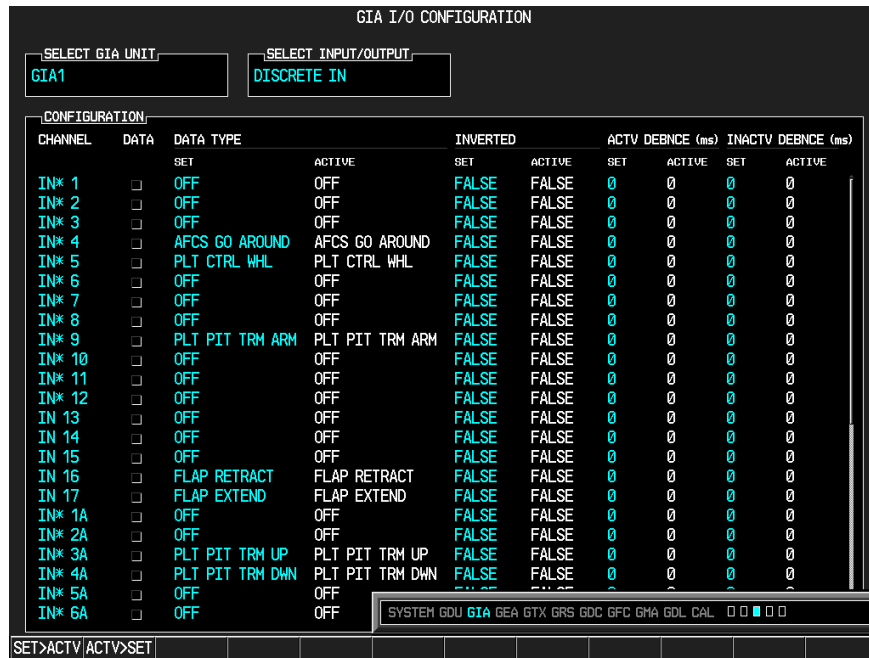 GIA I/O CONFIGURATION
SELECT GIA UNIT SELECT INPUT/OUTPUT
GIA1 DISCRETE IN
CONFIGURATION
CHANNEL DATA DATA TYPE INVERTED ACTV DEBNCE (ms) INACTV DEBNCE (ms)
SET ACTIVE SET ACTIVE SET ACTIVE SET ACTIVE
IN* 1 OFF OFF FALSE FALSE 0 0 0 0
IN* 2 OFF OFF FALSE FALSE 0 0 0 0
IN* 3 OFF OFF FALSE FALSE 0 0 0 0
IN* 4 AFCS GO AROUND AFCS GO AROUND FALSE FALSE 0 0 0 0
IN* 5 PLT CTRL WHL PLT CTRL WHL FALSE FALSE 0 0 0 0
IN* 6 OFF OFF FALSE FALSE 0 0 0 0
IN* 7 OFF OFF FALSE FALSE 0 0 0 0
IN* 8 OFF OFF FALSE FALSE 0 0 0 0
IN* 9 PLT PIT TRM ARM PLT PIT TRM ARM FALSE FALSE 0 0 0 0
IN* 10 OFF OFF FALSE FALSE 0 0 0 0
IN* 11 OFF OFF FALSE FALSE 0 0 0 0
IN* 12 OFF OFF FALSE FALSE 0 0 0 0
IN 13 OFF OFF FALSE FALSE 0 0 0 0
IN 14 OFF OFF FALSE FALSE 0 0 0 0
IN 15 OFF OFF FALSE FALSE 0 0 0 0
IN 16 FLAP RETRACT FLAP RETRACT FALSE FALSE 0 0 0 0
IN 17 FLAP EXTEND FLAP EXTEND FALSE FALSE 0 0 0 0
IN* 1A OFF OFF FALSE FALSE 0 0 0 0
IN* 2A OFF OFF FALSE FALSE 0 0 0 0
IN* 3A PLT PIT TRM UP PLT PIT TRM UP FALSE FALSE 0 0 0 0
IN* 4A PLT PIT TRM DWN PLT PIT TRM DWN FALSE FALSE 0 0 0 0
IN* 5A OFF OFF
IN* 6A OFF OFF
SYSTEM GDU GIA GEA GTX GRS GDC GFC GMA GDL CAL
SET>ACTV ACTV>SET